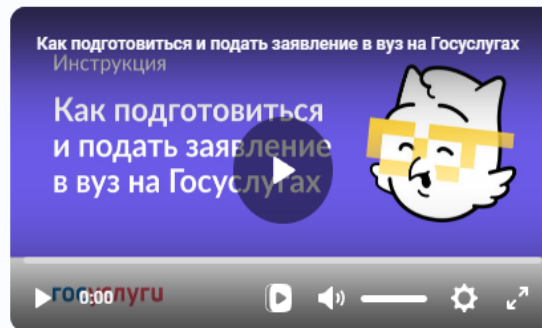 Как подготовиться и подать заявление в вуз на Госуслугах
Инструкция
Как подготовиться
и подать заявление
в вуз на Госуслугах
госуслуги
0:00